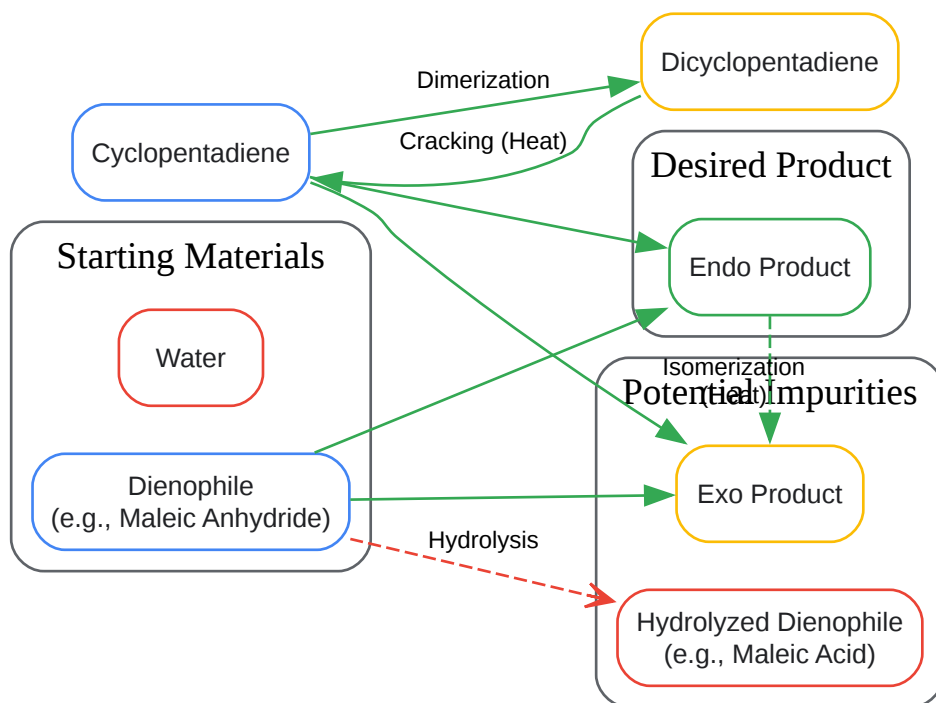 Dicyclopentadiene
Dimerization
Cracking (Heat)
Cyclopentadiene
Desired Product
Endo Product
Starting Materials
Water
Isomerization
(Heat)
Potential Impurities
Dienophile
(e.g., Maleic Anhydride)
Exo Product
Hydrolysis
Hydrolyzed Dienophile
(e.g., Maleic Acid)